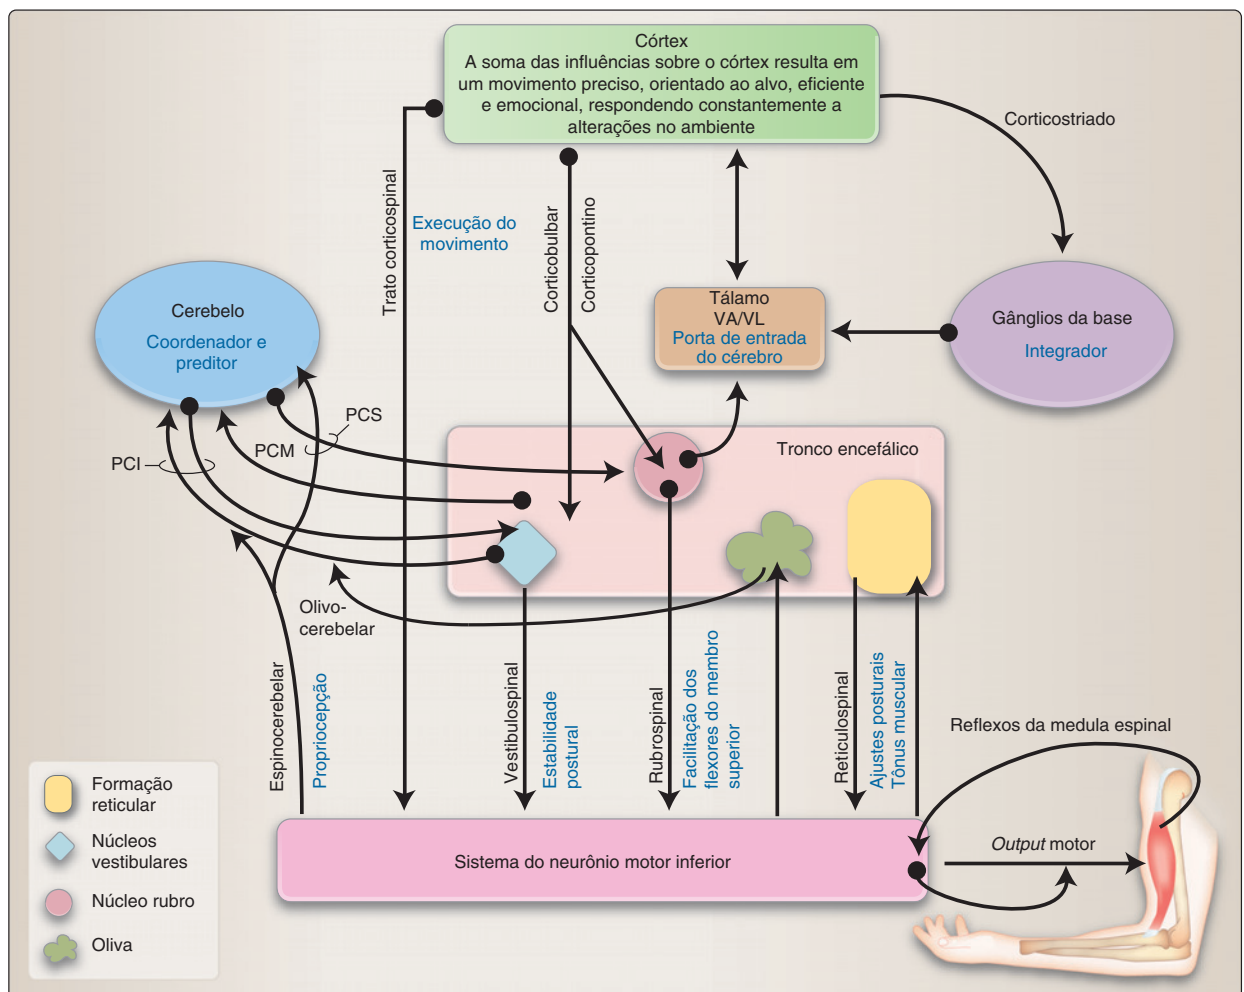 Córtex
A soma das influências sobre o córtex resulta em
um movimento preciso, orientado ao alvo, eficiente
e emocional, respondendo constantemente a
alterações no ambiente
Corticostriado
Trato corticospinal
Execução do
movimento
Corticobulbar
Corticopontino
Cerebelo
Coordenador e
preditor
Tálamo
VA/VL
Porta de entrada
do cérebro
Gânglios da base
Integrador
PCS
PCM
PCI
Tronco encefálico
Olivo-
cerebelar
Espinocerebelar
Propriocepção
Vestibulospinal
Estabilidade
postural
Rubrospinal
Facilitação dos
flexores do membro
superior
Reticulospinal
Ajustes posturais
Tônus muscular
Reflexos da medula espinal
Output motor
Sistema do neurônio motor inferior
Formação
reticular
Núcleos
vestibulares
Núcleo rubro
Oliva